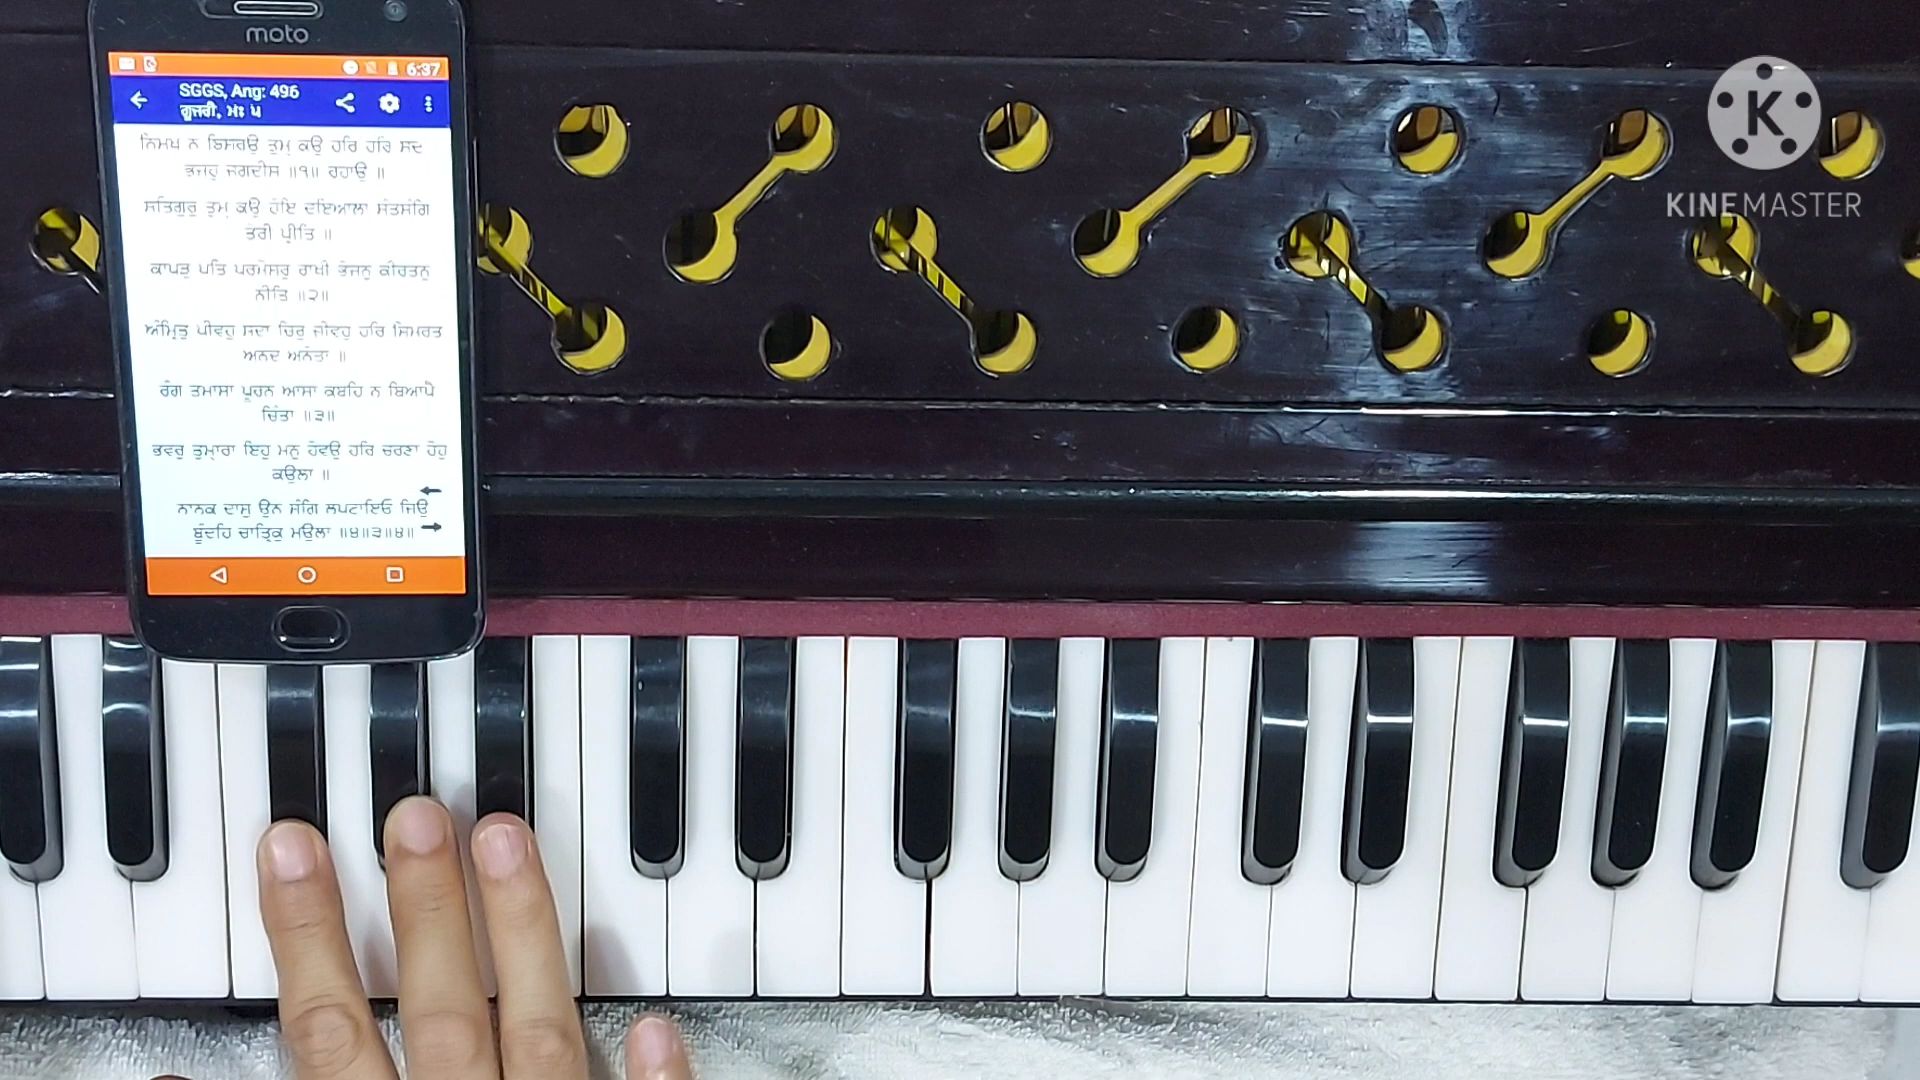 moto
6:37
SGGS, Ang: 496
ਗੂਜਰੀ, ਮਃ ੫
ਨਿਮਖ ਨ ਬਿਸਰਉ ਤੁਮ੍ ਕਉ ਹਰਿ ਹਰਿ ਸਦਾ
ਭਜਹੁ ਜਗਦੀਸ ॥੧॥ ਰਹਾਉ ॥
ਸਤਿਗੁਰੁ ਤੁਮ੍ ਕਉ ਹੋਇ ਦਇਆਲਾ ਸੰਤਸੰਗਿ
ਤੇਰੀ ਪ੍ਰੀਤਿ ॥
ਕਾਪੜੁ ਪਤਿ ਪਰਮੇਸਰੁ ਰਾਖੀ ਭੋਜਨੁ ਕੀਰਤਨੁ
ਨੀਤਿ ॥੨॥
ਅੰਮ੍ਰਿਤੁ ਪੀਵਹੁ ਸਦਾ ਚਿਰੁ ਜੀਵਹੁ ਹਰਿ ਸਿਮਰਤ
ਅਨਦ ਅਨੰਤਾ ॥
ਰੰਗ ਤਮਾਸਾ ਪੂਰਨ ਆਸਾ ਕਬਹਿ ਨ ਬਿਆਪੈ
ਚਿੰਤਾ ॥੩॥
ਭਵਰੁ ਤੁਮ੍ਹਾਰਾ ਇਹੁ ਮਨੁ ਹੋਵਉ ਹਰਿ ਚਰਣਾ ਹੋਹੁ
ਕਉਲਾ ॥
ਨਾਨਕ ਦਾਸੁ ਉਨ ਸੰਗਿ ਲਪਟਾਇਓ ਜਿਉ
ਬੂੰਦਹਿ ਚਾਤ੍ਰਿਕੁ ਮਉਲਾ ॥੪॥੩॥੪॥
K
KINEMASTER